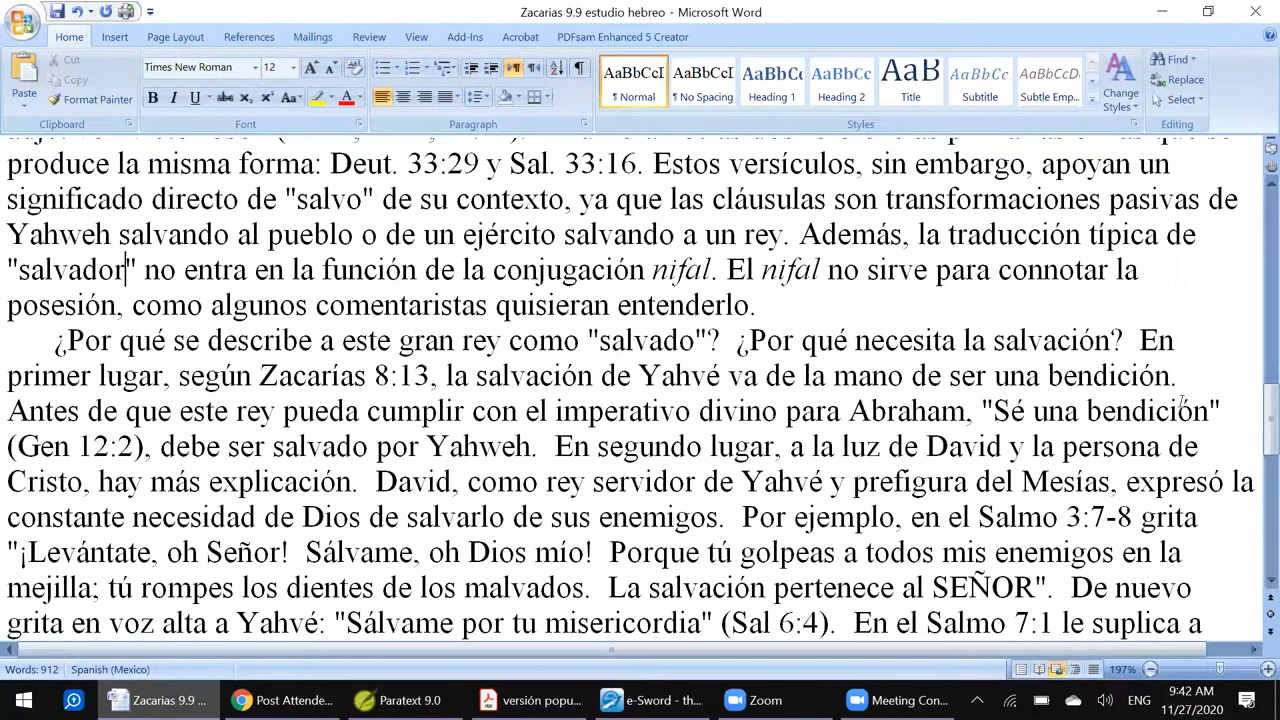 Zacarias 9.9 estudio hebreo - Microsoft Word
Home Insert Page Layout References Mailings Review View Add-Ins Acrobat PDFsam Enhanced 5 Creator
Paste Cut Copy Format Painter
Times New Roman 12
AaBbCcI AaBbCcI AaBbCc AaBbCc AaB AaBbCcL AaBbCcD
¶ Normal ¶ No Spacing Heading 1 Heading 2 Title Subtitle Subtle Emp...
Change Styles
Find Replace Select
Clipboard Font Paragraph Styles Editing
produce la misma forma: Deut. 33:29 y Sal. 33:16. Estos versículos, sin embargo, apoyan un
significado directo de "salvo" de su contexto, ya que las cláusulas son transformaciones pasivas de
Yahweh salvando al pueblo o de un ejército salvando a un rey. Además, la traducción típica de
"salvador" no entra en la función de la conjugación nifal. El nifal no sirve para connotar la
posesión, como algunos comentaristas quisieran entenderlo.
¿Por qué se describe a este gran rey como "salvado"? ¿Por qué necesita la salvación? En
primer lugar, según Zacarías 8:13, la salvación de Yahvé va de la mano de ser una bendición.
Antes de que este rey pueda cumplir con el imperativo divino para Abraham, "Sé una bendición"
(Gen 12:2), debe ser salvado por Yahweh. En segundo lugar, a la luz de David y la persona de
Cristo, hay más explicación. David, como rey servidor de Yahvé y prefigura del Mesías, expresó la
constante necesidad de Dios de salvarlo de sus enemigos. Por ejemplo, en el Salmo 3:7-8 grita
"¡Levántate, oh Señor! Sálvame, oh Dios mío! Porque tú golpeas a todos mis enemigos en la
mejilla; tú rompes los dientes de los malvados. La salvación pertenece al SEÑOR". De nuevo
grita en voz alta a Yahvé: "Sálvame por tu misericordia" (Sal 6:4). En el Salmo 7:1 le suplica a
Words: 912 Spanish (Mexico) 197%
Zacarias 9.9 ... Post Attende... Paratext 9.0 versión popu... e-Sword - th... Zoom Meeting Con... ENG 9:42 AM
11/27/2020